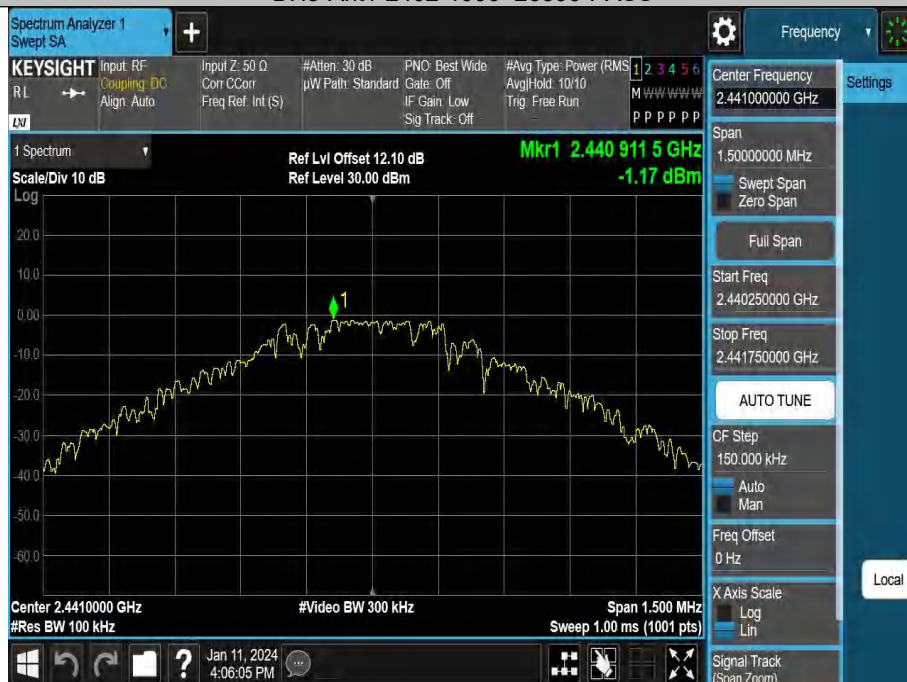 Spectrum Analyzer 1
Swept SA
+
Frequency
KEYSIGHT
RL
LXI
Input: RF
Coupling: DC
Align: Auto
Input Z: 50 Ω
Corr CCorr
Freq Ref: Int (S)
#Atten: 30 dB
µW Path: Standard
PNO: Best Wide
Gate: Off
IF Gain: Low
Sig Track: Off
#Avg Type: Power (RMS
Avg|Hold: 10/10
Trig: Free Run
1 2 3 4 5 6
M W W W W W
P P P P P P
Center Frequency
2.441000000 GHz
Settings
Span
1.50000000 MHz
Swept Span
Zero Span
Full Span
Start Freq
2.440250000 GHz
Stop Freq
2.441750000 GHz
AUTO TUNE
CF Step
150.000 kHz
Auto
Man
Freq Offset
0 Hz
X Axis Scale
Log
Lin
Signal Track
(Span Zoom)
Local
1 Spectrum
Scale/Div 10 dB
Ref Lvl Offset 12.10 dB
Ref Level 30.00 dBm
Mkr1 2.440 911 5 GHz
-1.17 dBm
Log
20.0
10.0
0.00
-10.0
-20.0
-30.0
-40.0
-50.0
-60.0
1
Center 2.4410000 GHz
#Res BW 100 kHz
#Video BW 300 kHz
Span 1.500 MHz
Sweep 1.00 ms (1001 pts)
?
Jan 11, 2024
4:06:05 PM